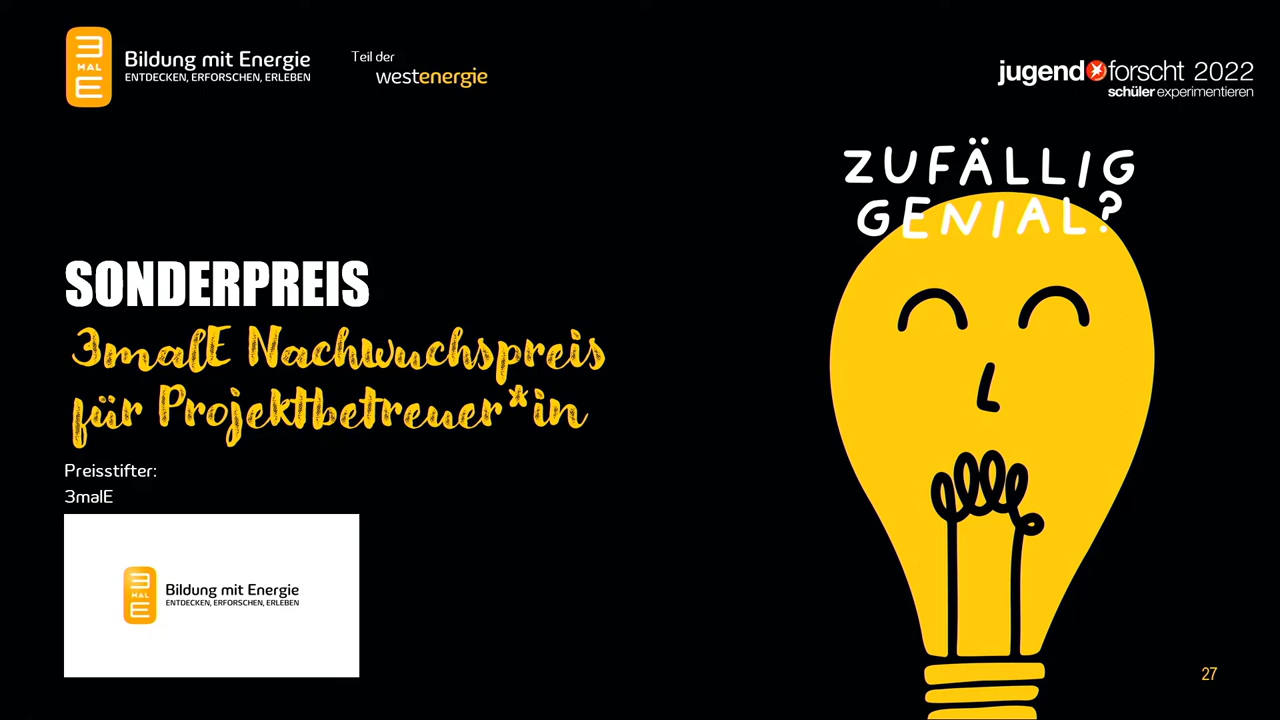 3
MAL
E
Bildung mit Energie
ENTDECKEN, ERFORSCHEN, ERLEBEN
Teil der
westenergie
jugend forscht 2022
schüler experimentieren
ZUFÄLLIG
GENIAL?
SONDERPREIS
3malE Nachwuchspreis
für Projektbetreuer*in
Preisstifter:
3malE
3
MAL
E
Bildung mit Energie
ENTDECKEN, ERFORSCHEN, ERLEBEN
27